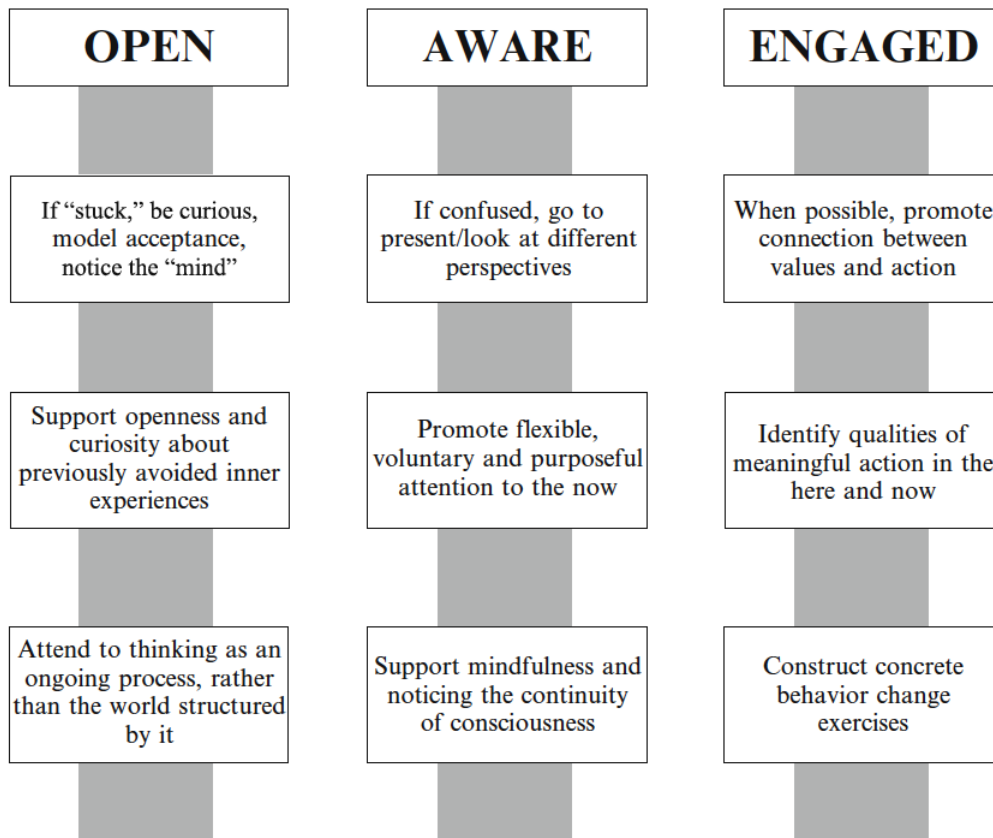 OPEN
If “stuck,” be curious,
model acceptance,
notice the “mind”
Support openness and
curiosity about
previously avoided inner
experiences
Attend to thinking as an
ongoing process, rather
than the world structured
by it
AWARE
If confused, go to
present/look at different
perspectives
Promote flexible,
voluntary and purposeful
attention to the now
Support mindfulness and
noticing the continuity
of consciousness
ENGAGED
When possible, promote
connection between
values and action
Identify qualities of
meaningful action in the
here and now
Construct concrete
behavior change
exercises